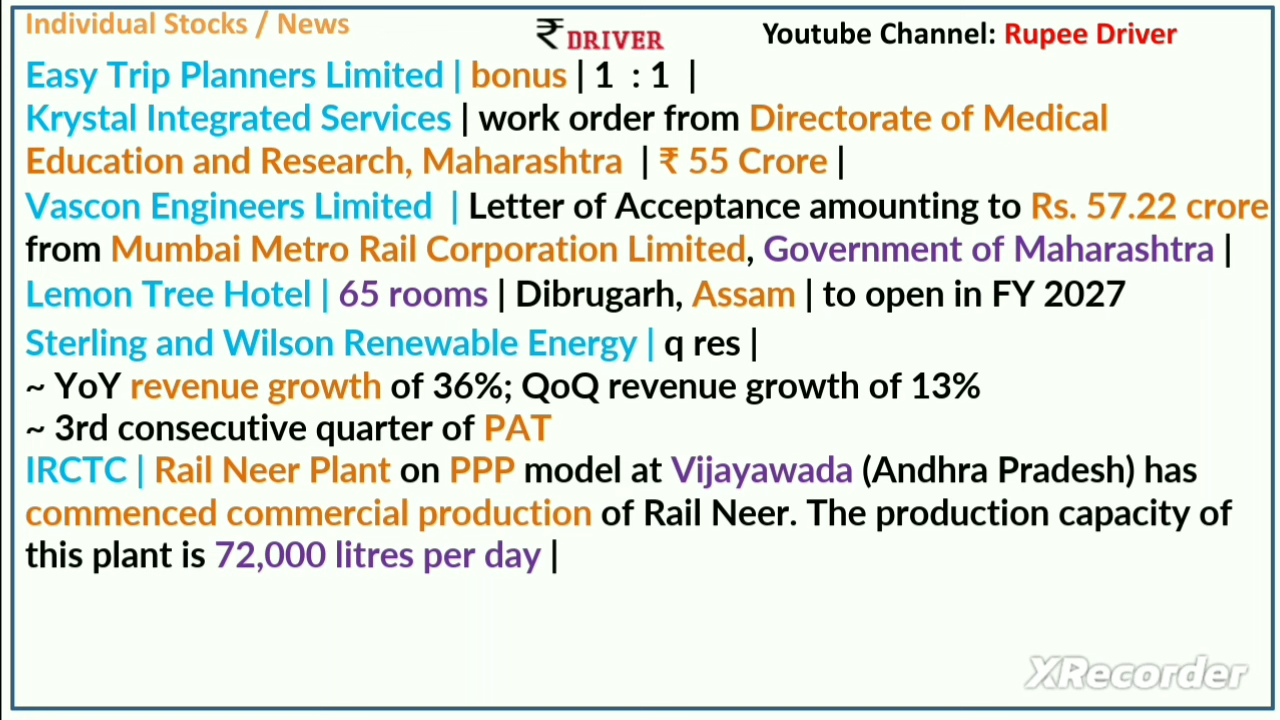 Individual Stocks / News
₹ DRIVER
Youtube Channel: Rupee Driver
Easy Trip Planners Limited | bonus | 1 : 1 |
Krystal Integrated Services | work order from Directorate of Medical
Education and Research, Maharashtra | ₹ 55 Crore |
Vascon Engineers Limited | Letter of Acceptance amounting to Rs. 57.22 crore
from Mumbai Metro Rail Corporation Limited, Government of Maharashtra |
Lemon Tree Hotel | 65 rooms | Dibrugarh, Assam | to open in FY 2027
Sterling and Wilson Renewable Energy | q res |
~ YoY revenue growth of 36%; QoQ revenue growth of 13%
~ 3rd consecutive quarter of PAT
IRCTC | Rail Neer Plant on PPP model at Vijayawada (Andhra Pradesh) has
commenced commercial production of Rail Neer. The production capacity of
this plant is 72,000 litres per day |
XRecorder